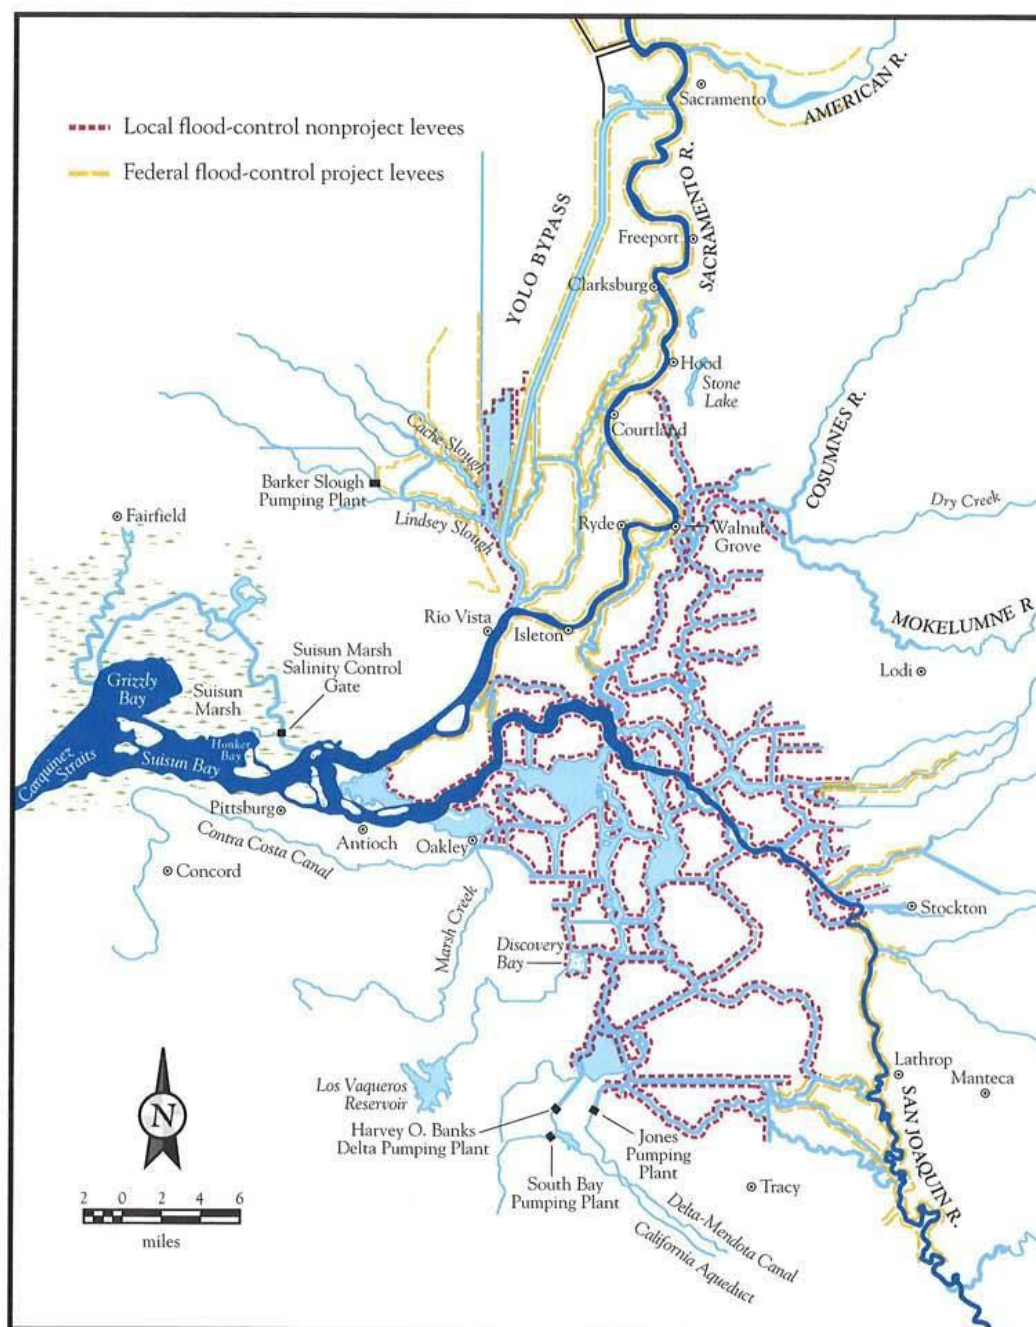 Local flood-control nonproject levees
Federal flood-control project levees
Sacramento
AMERICAN R.
SACRAMENTO R.
YOLO BYPASS
Freeport
Clarksburg
Hood
Stone
Lake
Courtland
Cache Slough
COSUMNES R.
Barker Slough
Pumping Plant
Lindsey Slough
Dry Creek
Fairfield
Ryde
Walnut
Grove
MOKELUMNE R
Rio Vista
Isleton
Suisun Marsh
Salinity Control
Gate
Lodi
Grizzly
Bay
Suisun
Marsh
Honker
Bay
Suisun Bay
Carquinez
Straits
Pittsburg
Antioch
Oakley
Contra Costa Canal
Concord
Marsh Creek
Stockton
Discovery
Bay
Los Vaqueros
Reservoir
Lathrop
Manteca
SAN JOAQUIN R.
Harvey O. Banks
Delta Pumping Plant
Jones
Pumping
Plant
South Bay
Pumping Plant
Tracy
Delta-Mendota Canal
California Aqueduct
N
2 0 2 4 6
miles